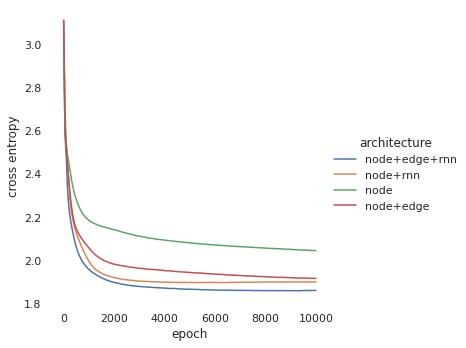 3.0
2.8
2.6
2.4
2.2
2.0
1.8
cross entropy
0 2000 4000 6000 8000 10000
epoch
architecture
node+edge+rnn
node+rnn
node
node+edge